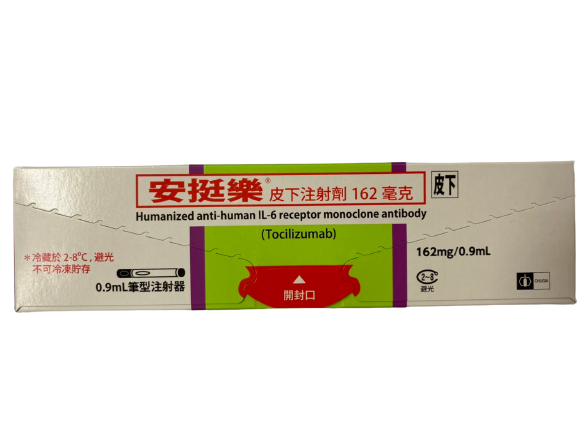 安挺樂® 皮下注射劑 162 毫克
皮下
Humanized anti-human IL-6 receptor monoclone antibody
(Tocilizumab)
162mg/0.9mL
*冷藏於 2-8°C , 避光
不可冷凍貯存
0.9mL筆型注射器
開封口
2~8°C
避光
CHUGAI